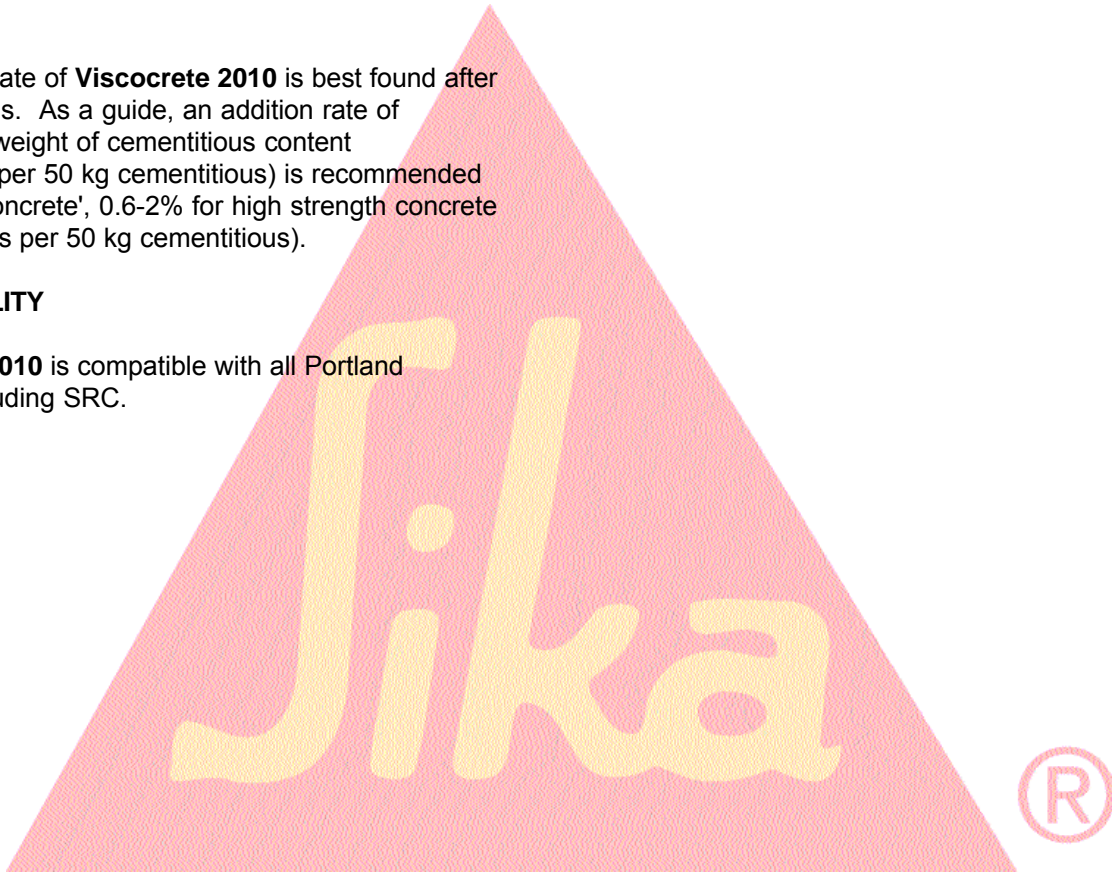 ate of Viscocrete 2010 is best found after
s. As a guide, an addition rate of
weight of cementitious content
per 50 kg cementitious) is recommended
oncrete', 0.6-2% for high strength concrete
s per 50 kg cementitious).
LITY
010 is compatible with all Portland
uding SRC.
Sika
®